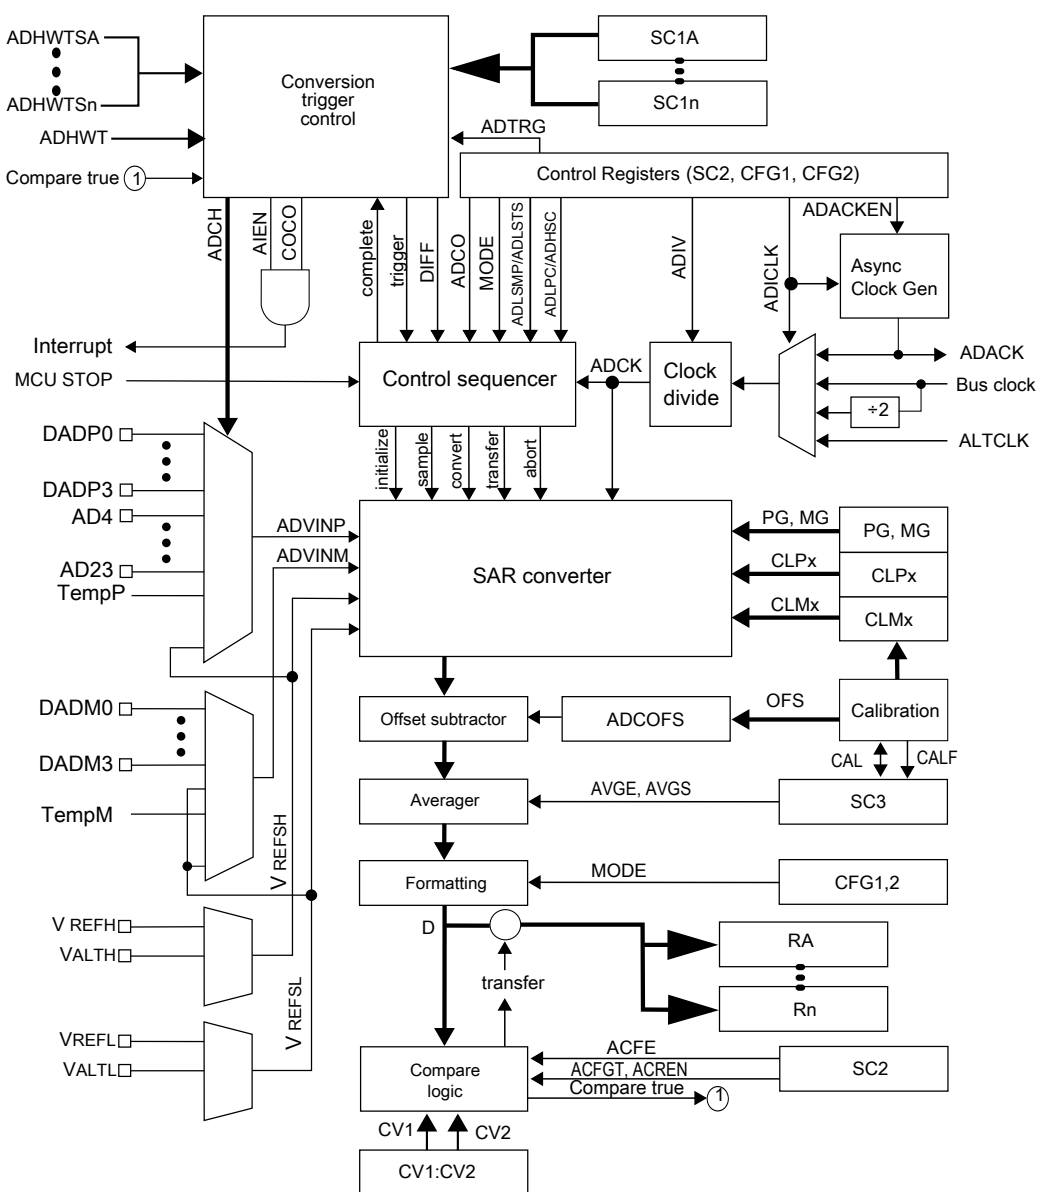 ADHWTSA
ADHWTSn
ADHWT
Compare true 1
Conversion
trigger
control
SC1A
SC1n
ADTRG
Control Registers (SC2, CFG1, CFG2)
ADACKEN
ADCH
AIEN
COCO
complete
trigger
DIFF
ADCO
MODE
ADLSMP/ADLSTS
ADLPC/ADHSC
ADIV
ADICLK
Async
Clock Gen
Interrupt
MCU STOP
Control sequencer
ADCK
Clock
divide
ADACK
Bus clock
÷2
ALTCLK
initialize
sample
convert
transfer
abort
DADP0
DADP3
AD4
AD23
TempP
ADVINP
ADVINM
SAR converter
PG, MG
PG, MG
CLPx
CLPx
CLMx
CLMx
DADM0
DADM3
TempM
Offset subtractor
ADCOFS
OFS
Calibration
CAL
CALF
Averager
AVGE, AVGS
SC3
Formatting
MODE
CFG1,2
V REFSH
V REFH
VALTH
D
transfer
RA
Rn
V REFSL
VREFL
VALTL
Compare
logic
ACFE
ACFGT, ACREN
Compare true
1
SC2
CV1
CV2
CV1:CV2